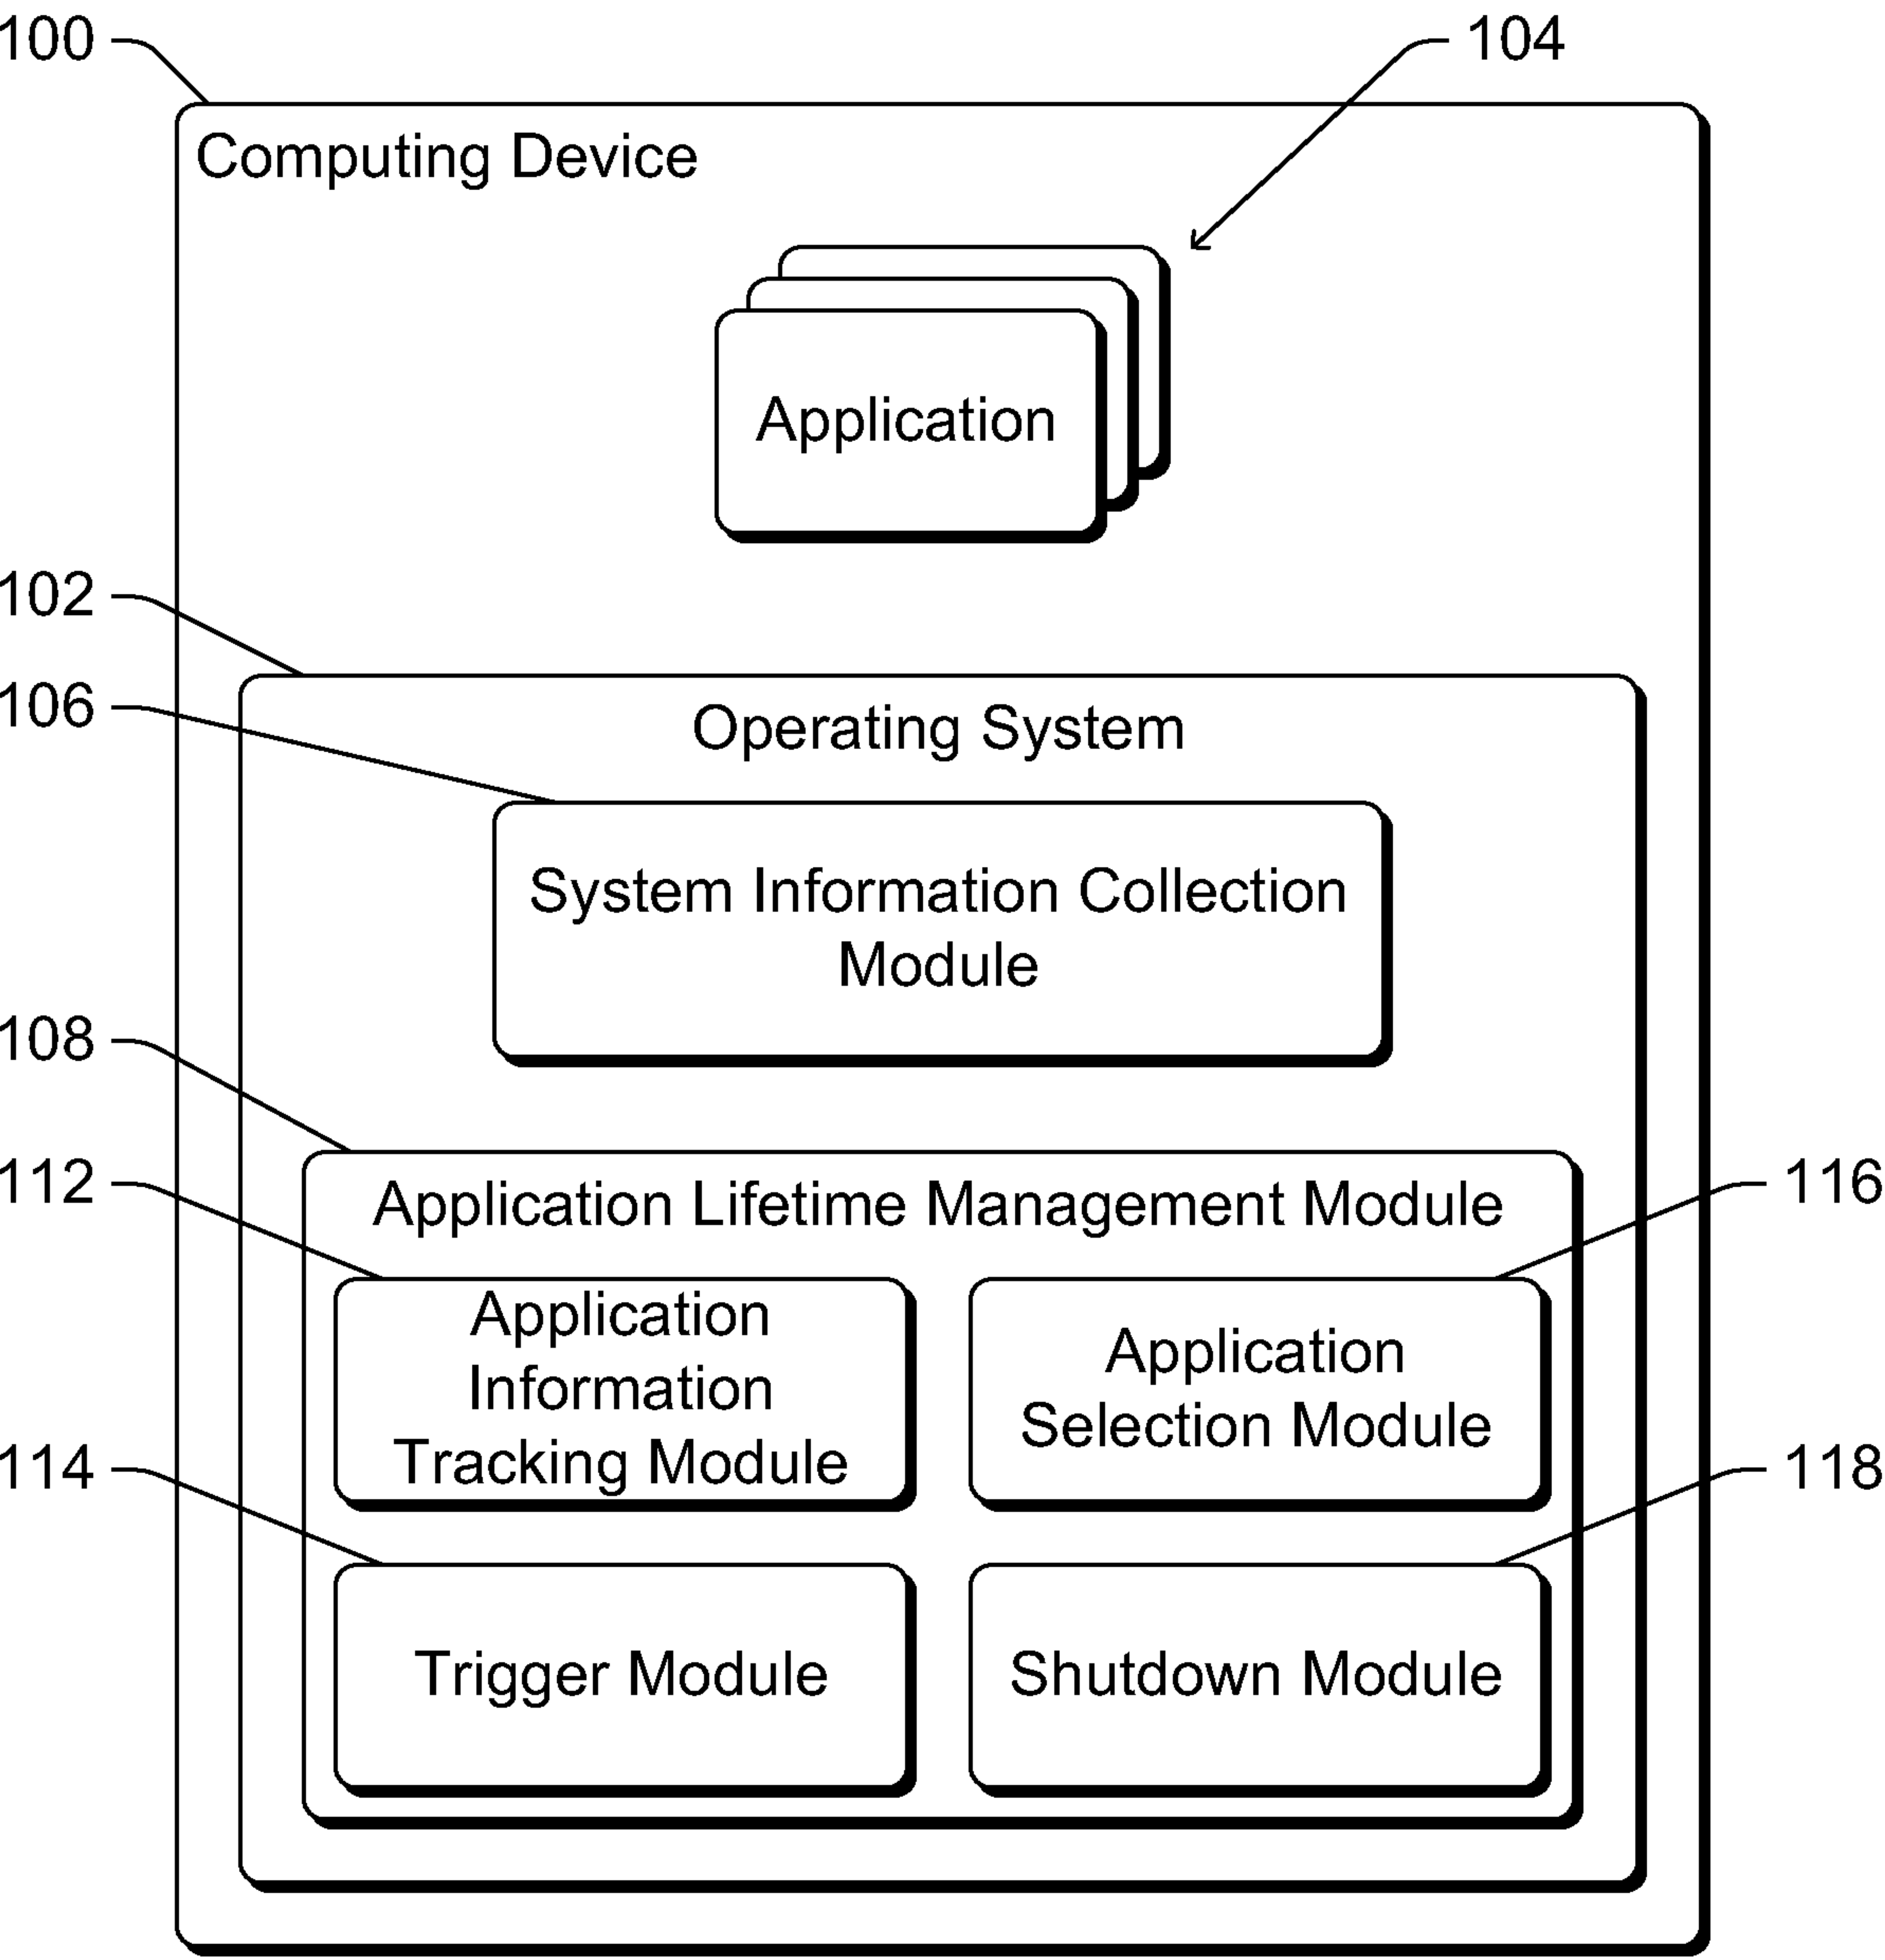 100
104
Computing Device
Application
102
106
Operating System
System Information Collection
Module
108
112
116
Application Lifetime Management Module
Application
Information
Tracking Module
Application
Selection Module
114
118
Trigger Module
Shutdown Module